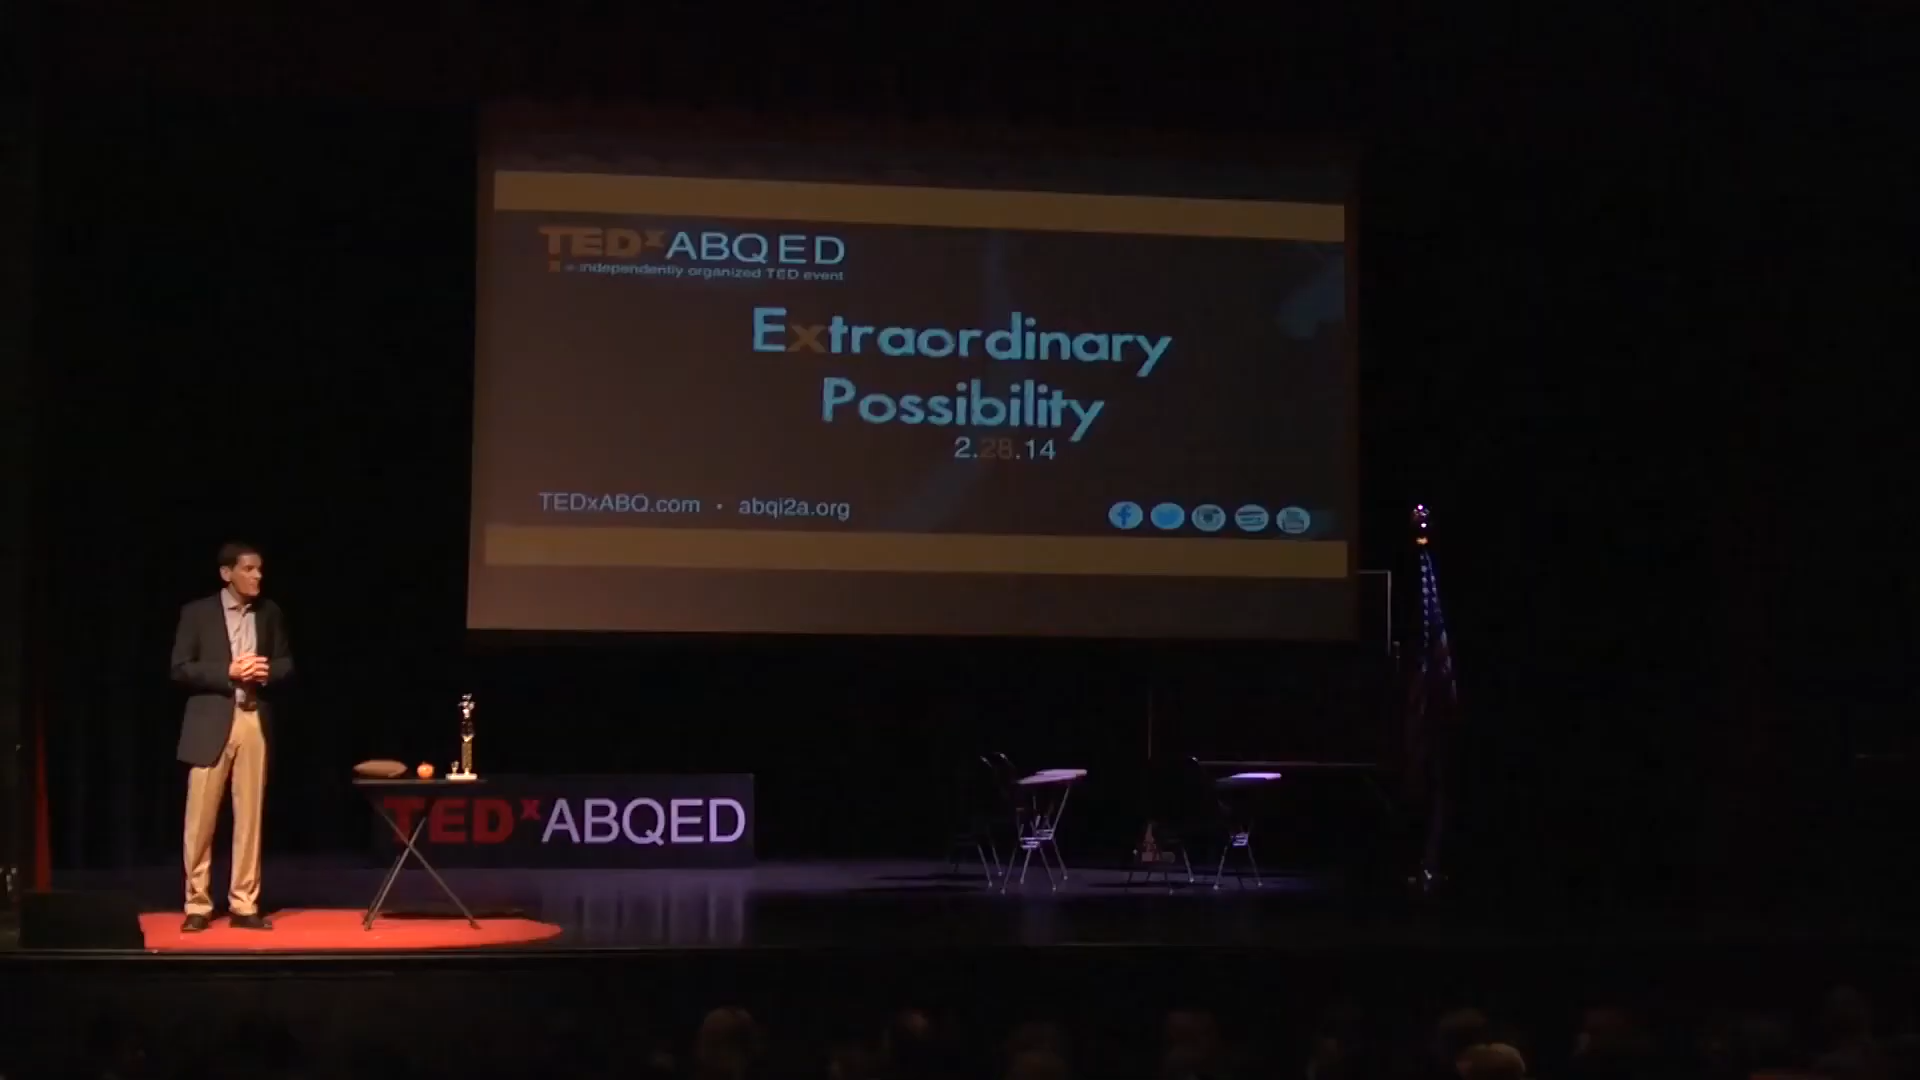 TEDxABQED
independently organized TED event
Extraordinary
Possibility
2.28.14
TEDxABQ.com • abqi2a.org
TEDxABQED